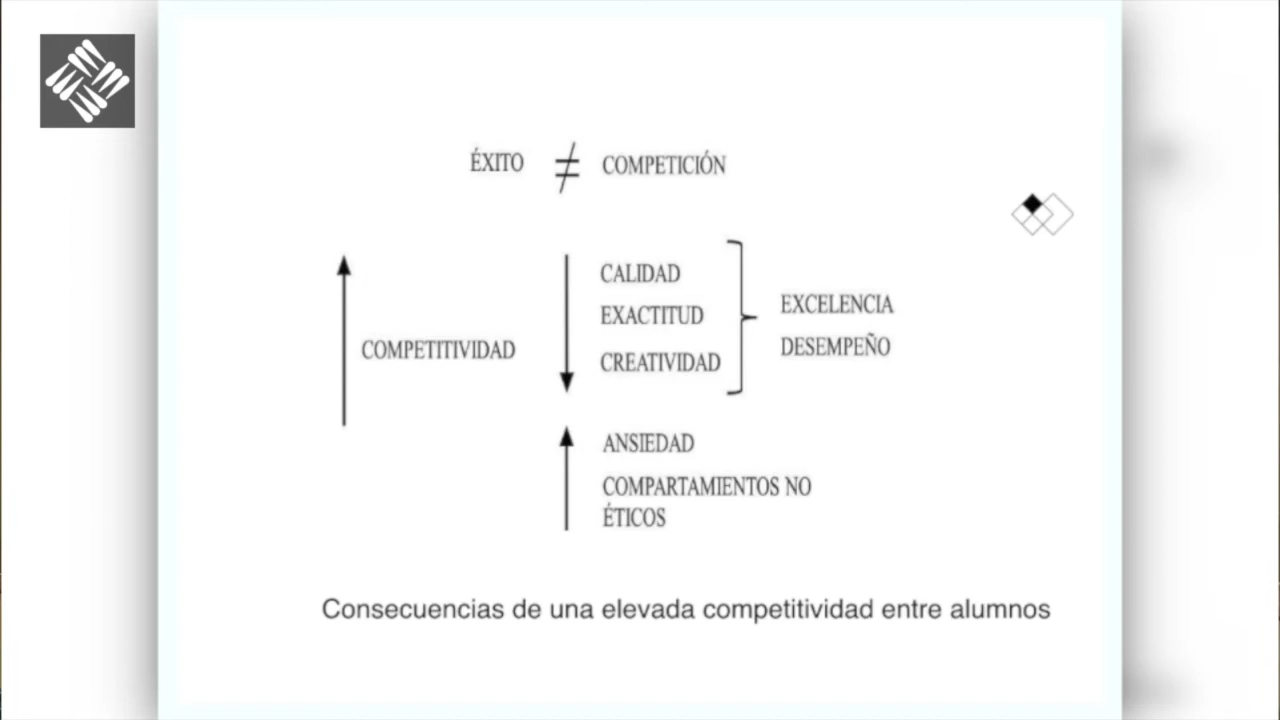 ÉXITO ≠ COMPETICIÓN
CALIDAD
EXACTITUD
CREATIVIDAD
EXCELENCIA
DESEMPEÑO
COMPETITIVIDAD
ANSIEDAD
COMPARTAMIENTOS NO
ÉTICOS
Consecuencias de una elevada competitividad entre alumnos